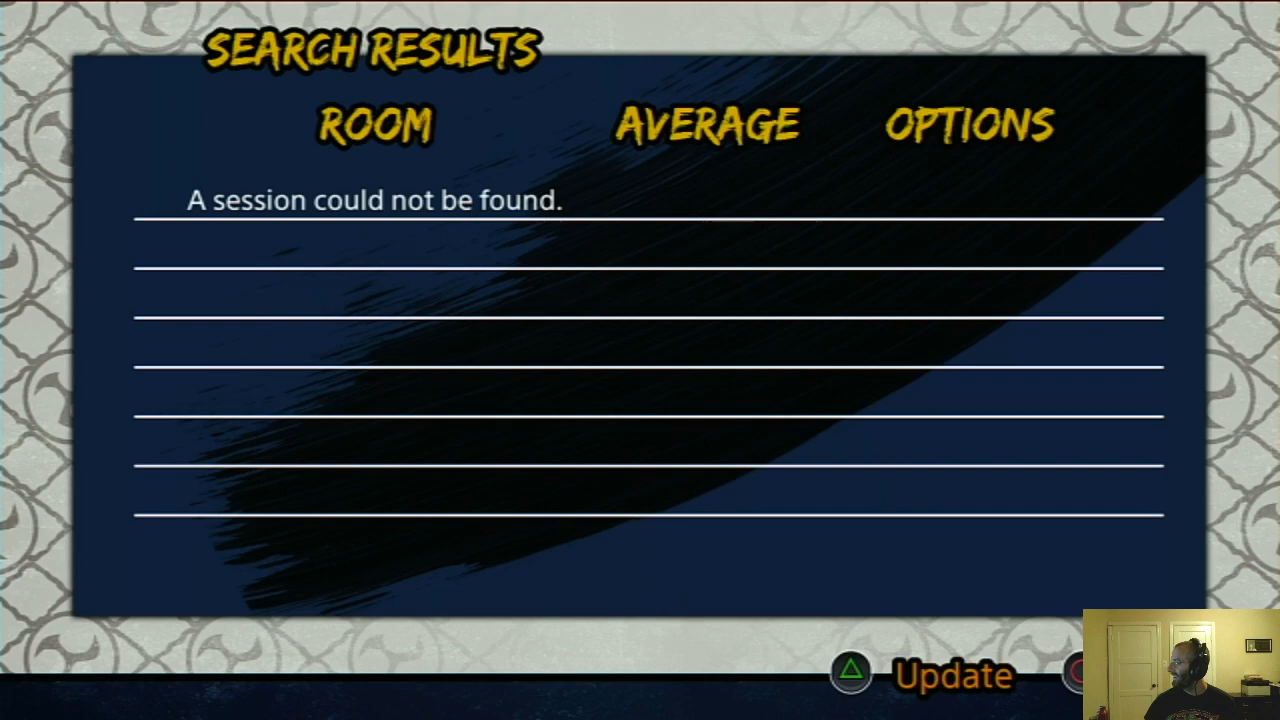 SEARCH RESULTS
ROOM AVERAGE OPTIONS
A session could not be found.
Update